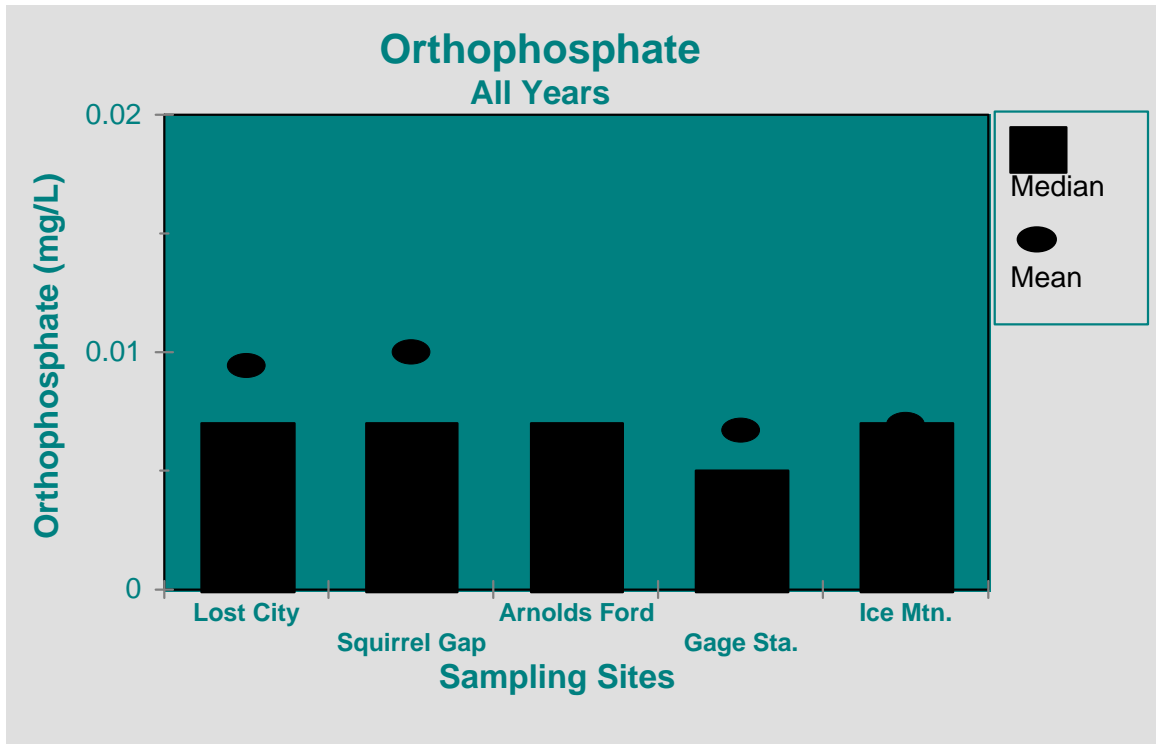 Orthophosphate
All Years
0.02
0.01
0
Orthophosphate (mg/L)
Median
Mean
Lost City
Squirrel Gap
Arnolds Ford
Gage Sta.
Ice Mtn.
Sampling Sites